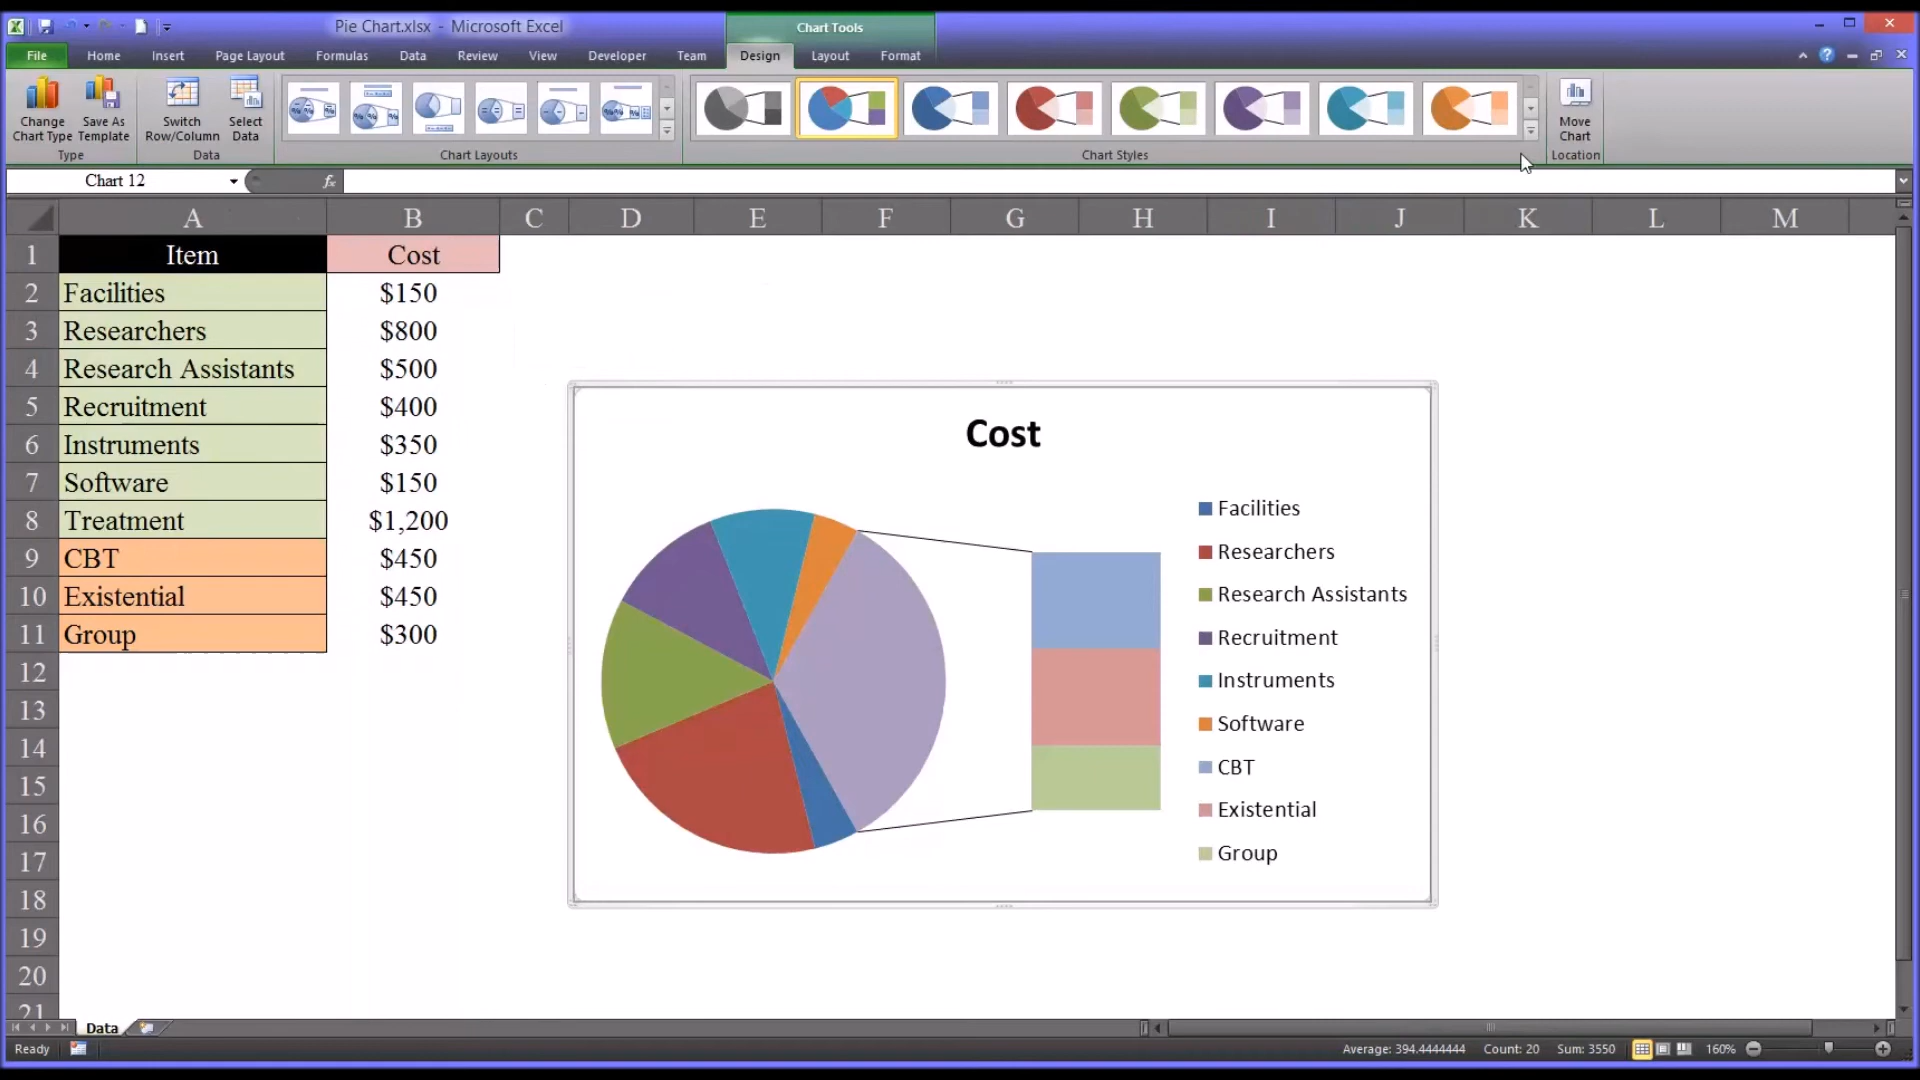 Pie Chart.xlsx - Microsoft Excel
Chart Tools
File Home Insert Page Layout Formulas Data Review View Developer Team Design Layout Format
Change Chart Type
Save As Template
Switch Row/Column
Select Data
Move Chart
Type Data Chart Layouts Chart Styles Location
Chart 12 fx
A B C D E F G H I J K L M
1 Item Cost
2 Facilities $150
3 Researchers $800
4 Research Assistants $500
5 Recruitment $400
6 Instruments $350
7 Software $150
8 Treatment $1,200
9 CBT $450
10 Existential $450
11 Group $300
12
13
14
15
16
17
18
19
20
21
Cost
Facilities
Researchers
Research Assistants
Recruitment
Instruments
Software
CBT
Existential
Group
Data
Ready Average: 394.4444444 Count: 20 Sum: 3550 160%